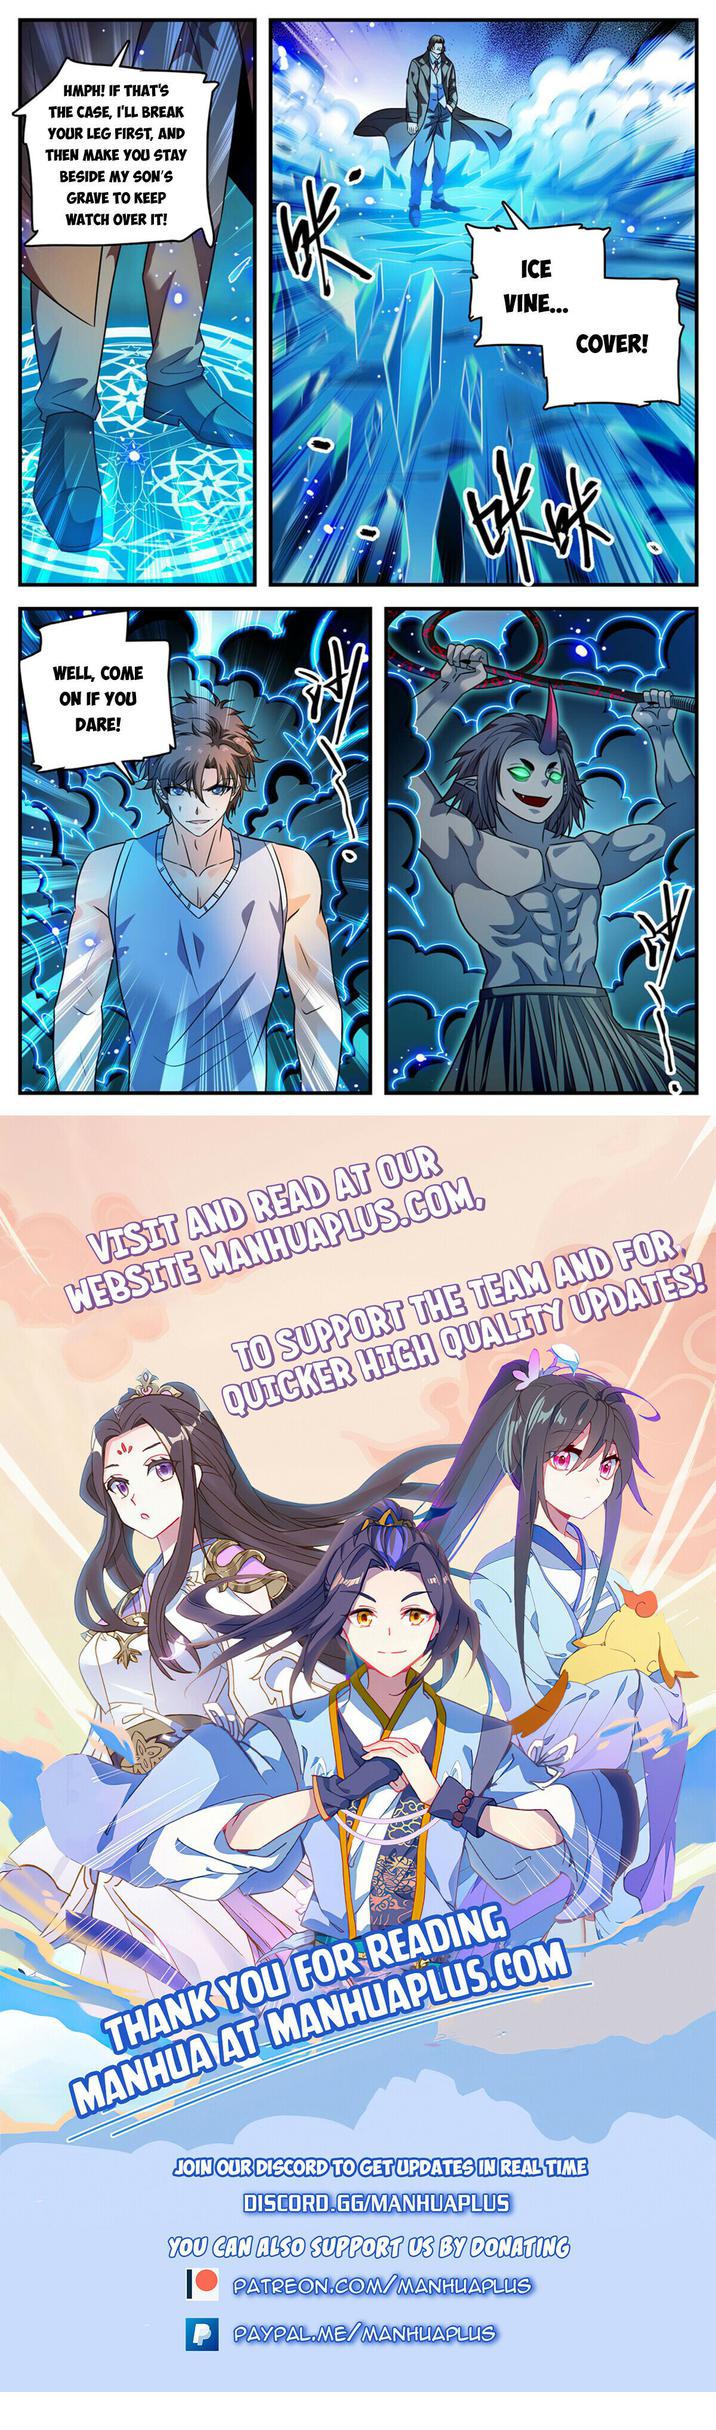 HMPH! IF THAT'S
THE CASE, I'LL BREAK
YOUR LEG FIRST, AND
THEN MAKE YOU STAY
BESIDE MY SON'S
GRAVE TO KEEP
WATCH OVER IT!
ICE
VINE...
COVER!
咔
咔咔
WELL, COME
ON IF YOU
DARE!
VISIT AND READ AT OUR
WEBSITE MANHUAPLUS.COM,
TO SUPPORT THE TEAM AND FOR
QUICKER HIGH QUALITY UPDATES!
THANK YOU FOR READING
MANHUA AT MANHUAPLUS.COM
JOIN OUR DISCORD TO GET UPDATES IN REAL TIME
DISCORD.GG/MANHUAPLUS
YOU CAN ALSO SUPPORT US BY DONATING
PATREON.COM/MANHUAPLUS
PAYPAL.ME/MANHUAPLUS